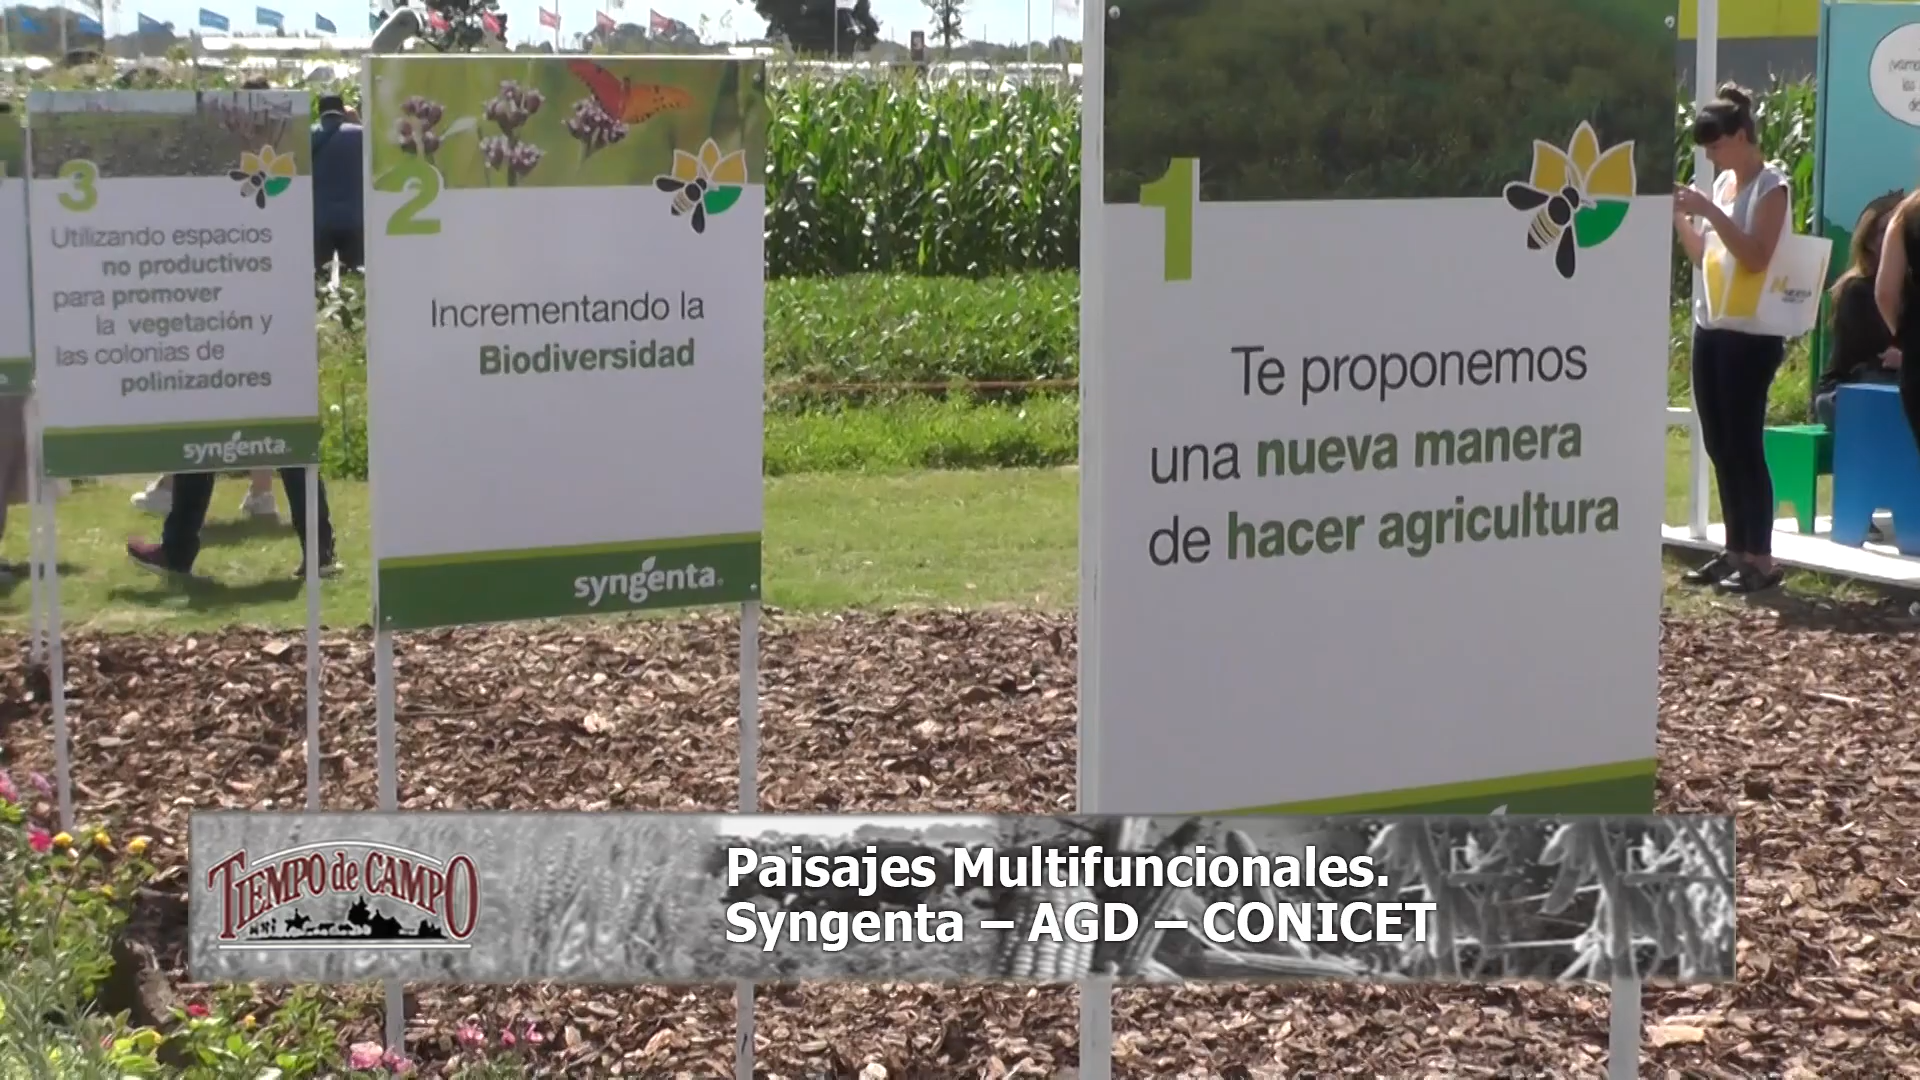 3
Utilizando espacios
no productivos
para promover
la vegetación y
las colonias de
polinizadores
syngenta
2
Incrementando la
Biodiversidad
syngenta
1
Te proponemos
una nueva manera
de hacer agricultura
TIEMPO de CAMPO
Paisajes Multifuncionales.
Syngenta – AGD – CONICET